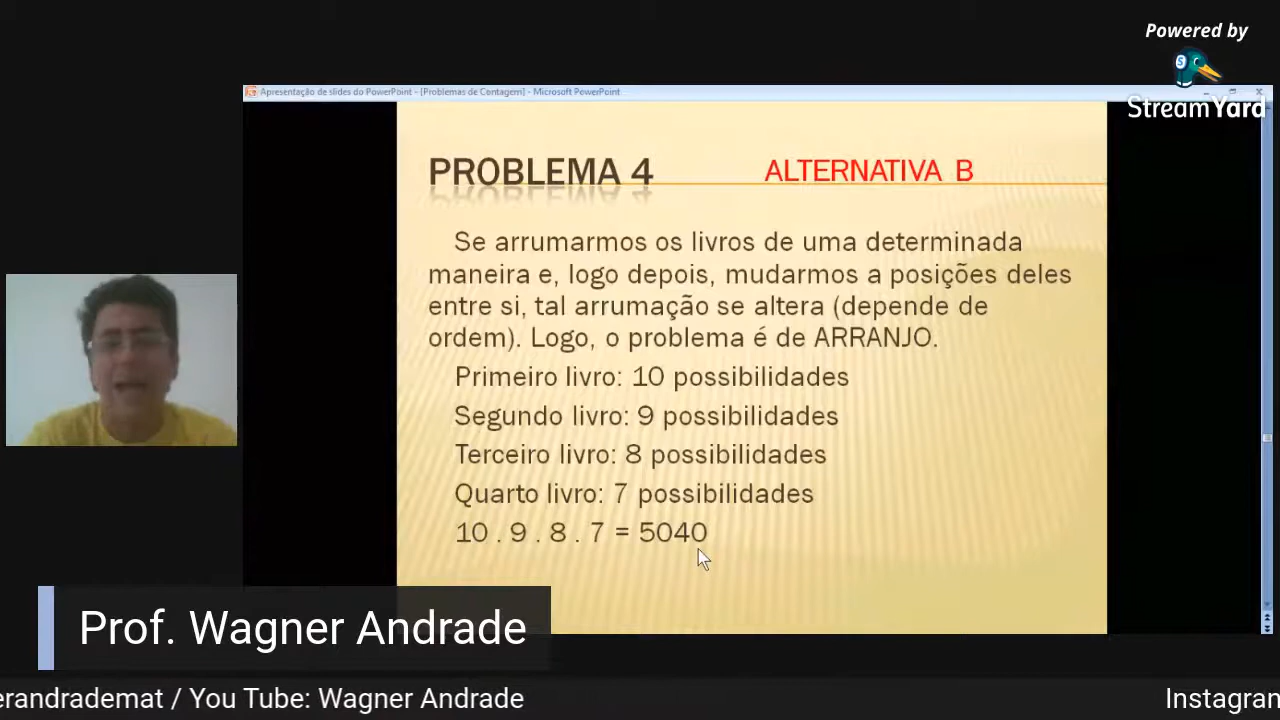 Powered by
StreamYard
Apresentação de slides do PowerPoint - [Problemas de Contagem] - Microsoft PowerPoint
PROBLEMA 4
ALTERNATIVA B
Se arrumarmos os livros de uma determinada
maneira e, logo depois, mudarmos a posições deles
entre si, tal arrumação se altera (depende de
ordem). Logo, o problema é de ARRANJO.
Primeiro livro: 10 possibilidades
Segundo livro: 9 possibilidades
Terceiro livro: 8 possibilidades
Quarto livro: 7 possibilidades
10 . 9 . 8 . 7 = 5040
Prof. Wagner Andrade
erandrademat / You Tube: Wagner Andrade
Instagran